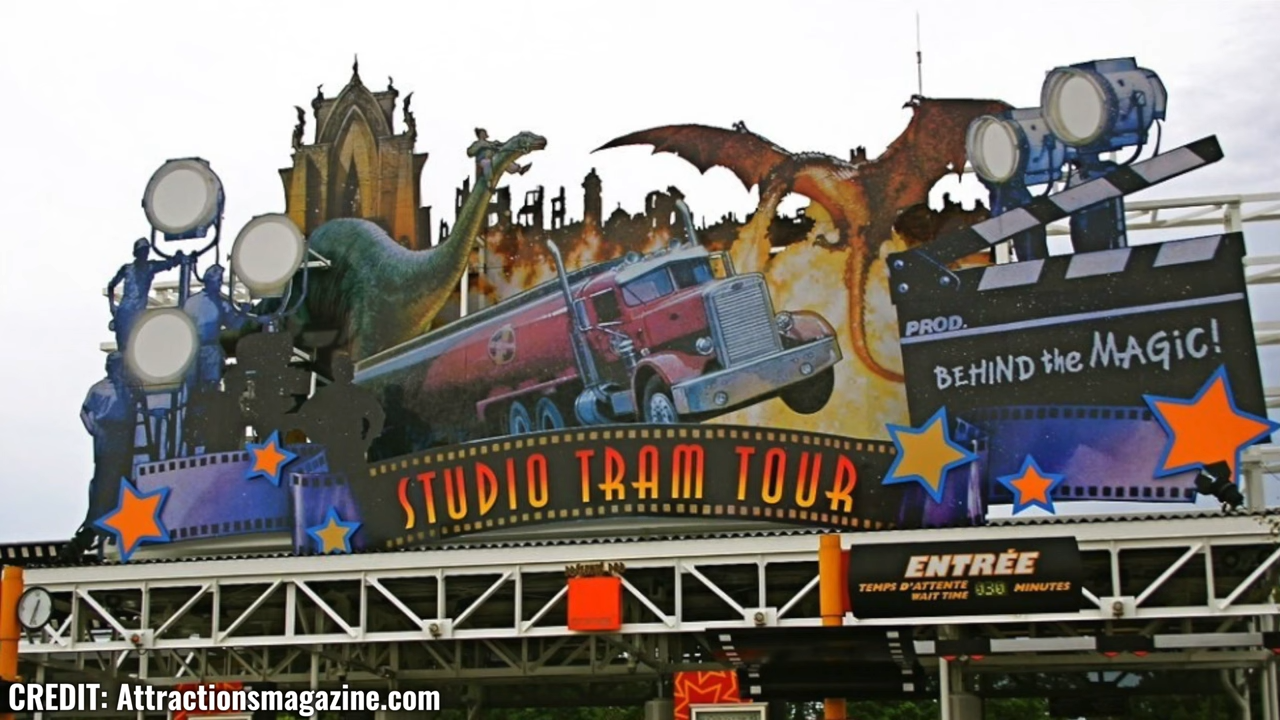 PROD.
BEHIND the MAGIC!
STUDIO TRAM TOUR
ENTRÉE
TEMPS D'ATTENTE
WAIT TIME
MINUTES
CREDIT: Attractionsmagazine.com